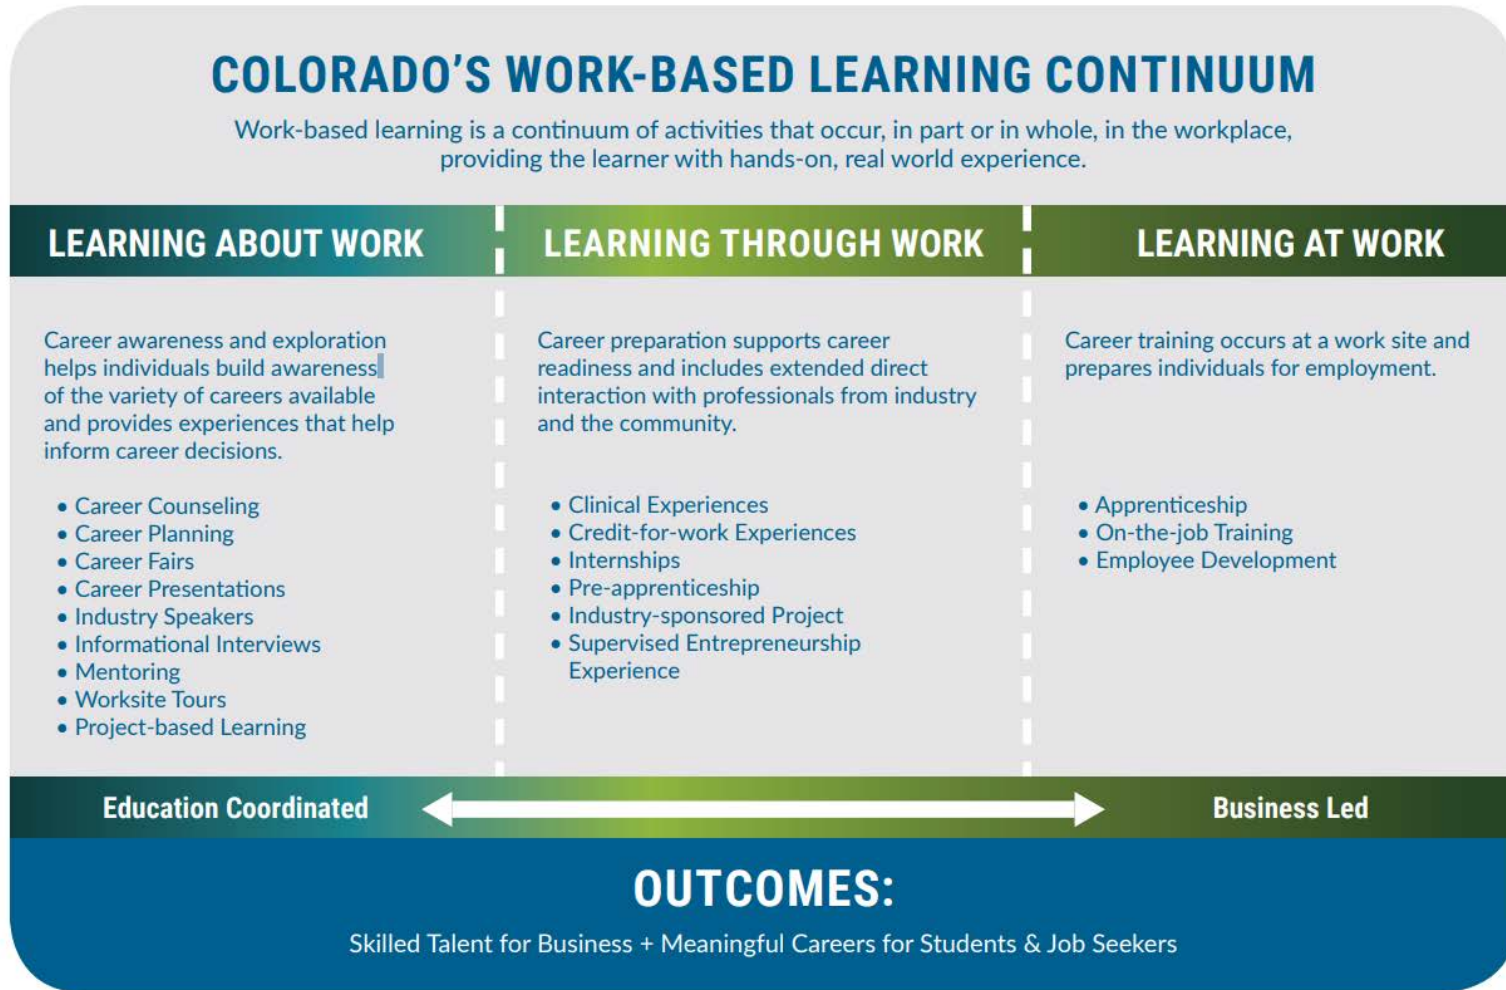 COLORADO'S WORK-BASED LEARNING CONTINUUM
Work-based learning is a continuum of activities that occur, in part or in whole, in the workplace,
providing the learner with hands-on, real world experience.
LEARNING ABOUT WORK
Career awareness and exploration
helps individuals build awareness
of the variety of careers available
and provides experiences that help
inform career decisions.
• Career Counseling
• Career Planning
• Career Fairs
• Career Presentations
• Industry Speakers
• Informational Interviews
• Mentoring
• Worksite Tours
• Project-based Learning
LEARNING THROUGH WORK
Career preparation supports career
readiness and includes extended direct
interaction with professionals from industry
and the community.
• Clinical Experiences
• Credit-for-work Experiences
• Internships
• Pre-apprenticeship
• Industry-sponsored Project
• Supervised Entrepreneurship
Experience
LEARNING AT WORK
Career training occurs at a work site and
prepares individuals for employment.
• Apprenticeship
• On-the-job Training
• Employee Development
Education Coordinated
Business Led
OUTCOMES:
Skilled Talent for Business + Meaningful Careers for Students & Job Seekers